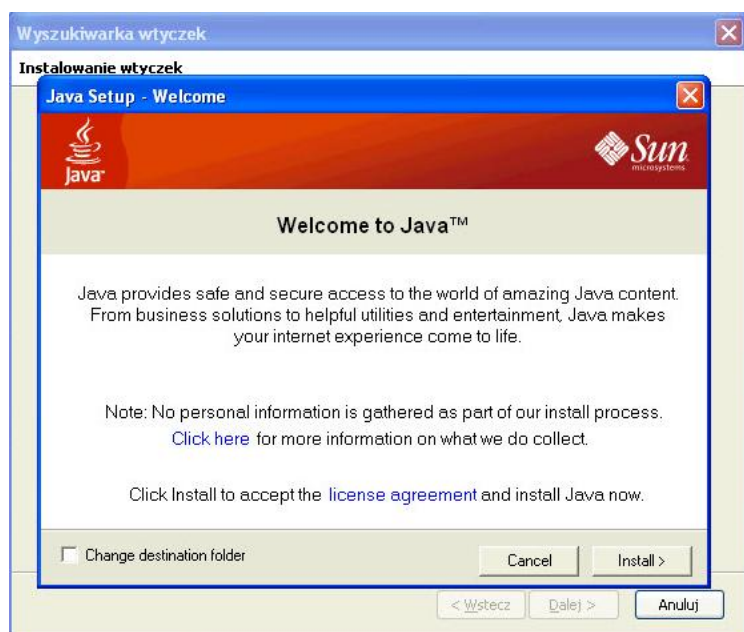 Wyszukiwarka wtyczek
Instalowanie wtyczek
Java Setup - Welcome
Java™
Sun
microsystems
Welcome to Java™
Java provides safe and secure access to the world of amazing Java content.
From business solutions to helpful utilities and entertainment, Java makes
your internet experience come to life.
Note: No personal information is gathered as part of our install process.
Click here for more information on what we do collect.
Click Install to accept the license agreement and install Java now.
Change destination folder
Cancel
Install >
< Wstecz
Dalej >
Anuluj